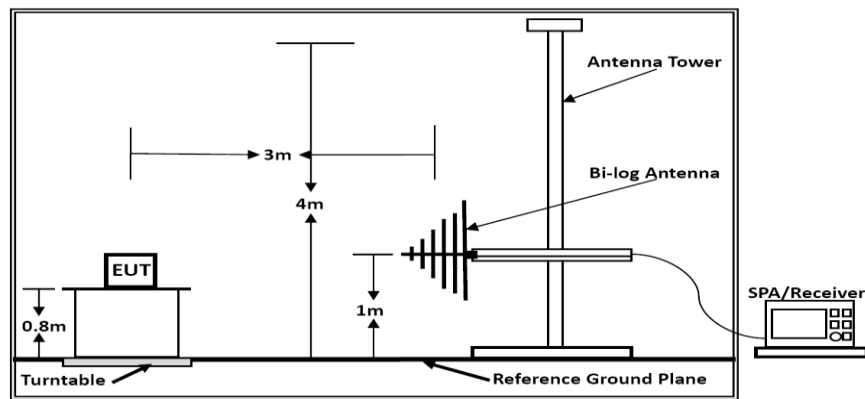 Antenna Tower
3m
Bi-log Antenna
4m
EUT
SPA/Receiver
0.8m
1m
Turntable
Reference Ground Plane